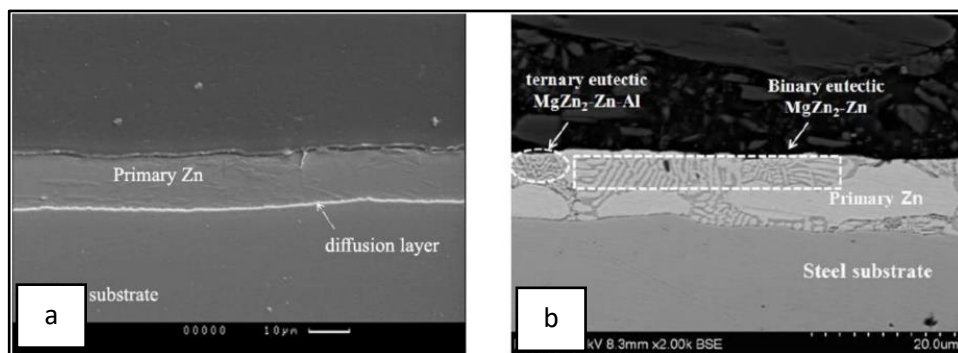 Primary Zn
diffusion layer
substrate
a
00000 10μm
ternary eutectic
MgZn2-Zn-Al
Binary eutectic
MgZn2-Zn
Primary Zn
Steel substrate
b
kV 8.3mm x2.00k BSE
20.0um